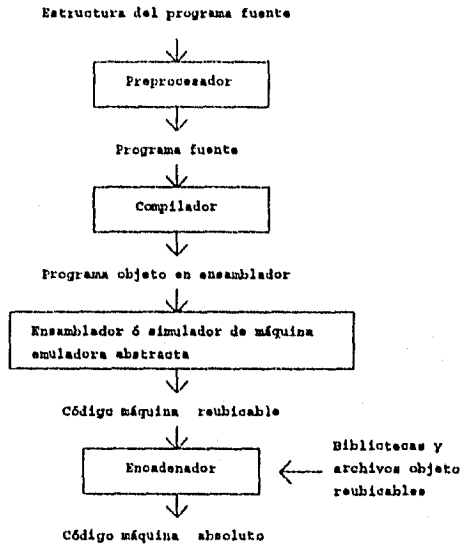 Estructura del programa fuente
Preprocesador
Programa fuente
Compilador
Programa objeto en ensamblador
Ensamblador ó simulador de máquina
emuladora abstracta
Código máquina reubicable
Encadenador
Bibliotecas y
archivos objeto
reubicables
Código máquina absoluto